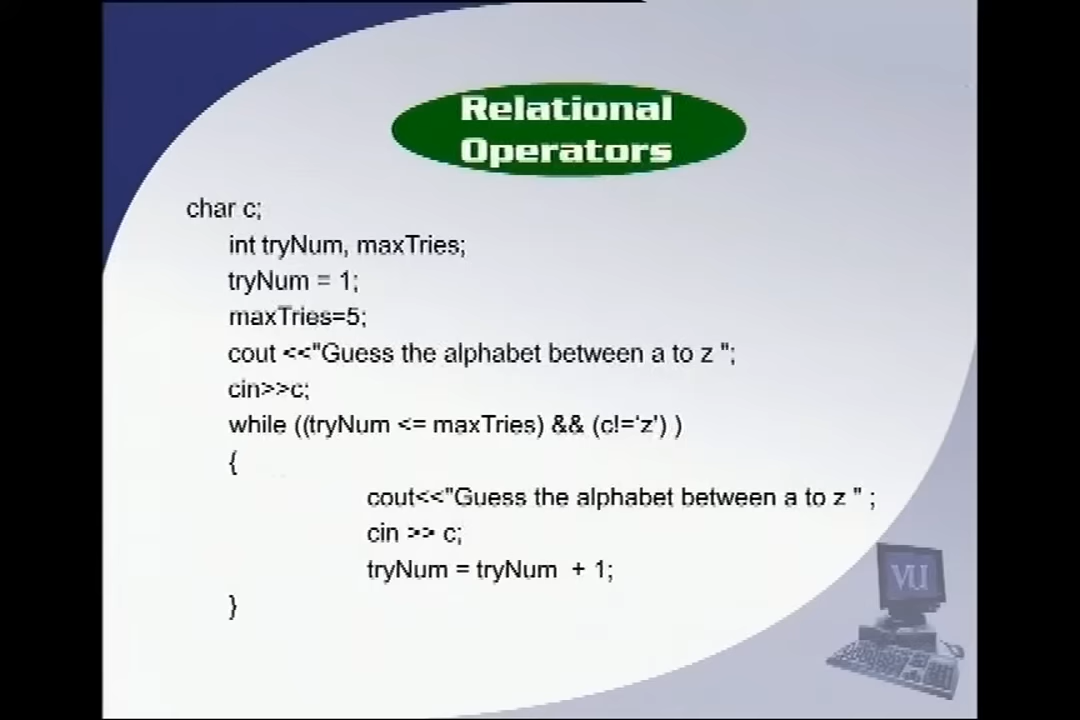 Relational
Operators
char c;
int tryNum, maxTries;
tryNum = 1;
maxTries=5;
cout <<"Guess the alphabet between a to z ";
cin>>c;
while ((tryNum <= maxTries) && (c!='z') )
{
cout<<"Guess the alphabet between a to z " ;
cin >> c;
tryNum = tryNum + 1;
}
VU